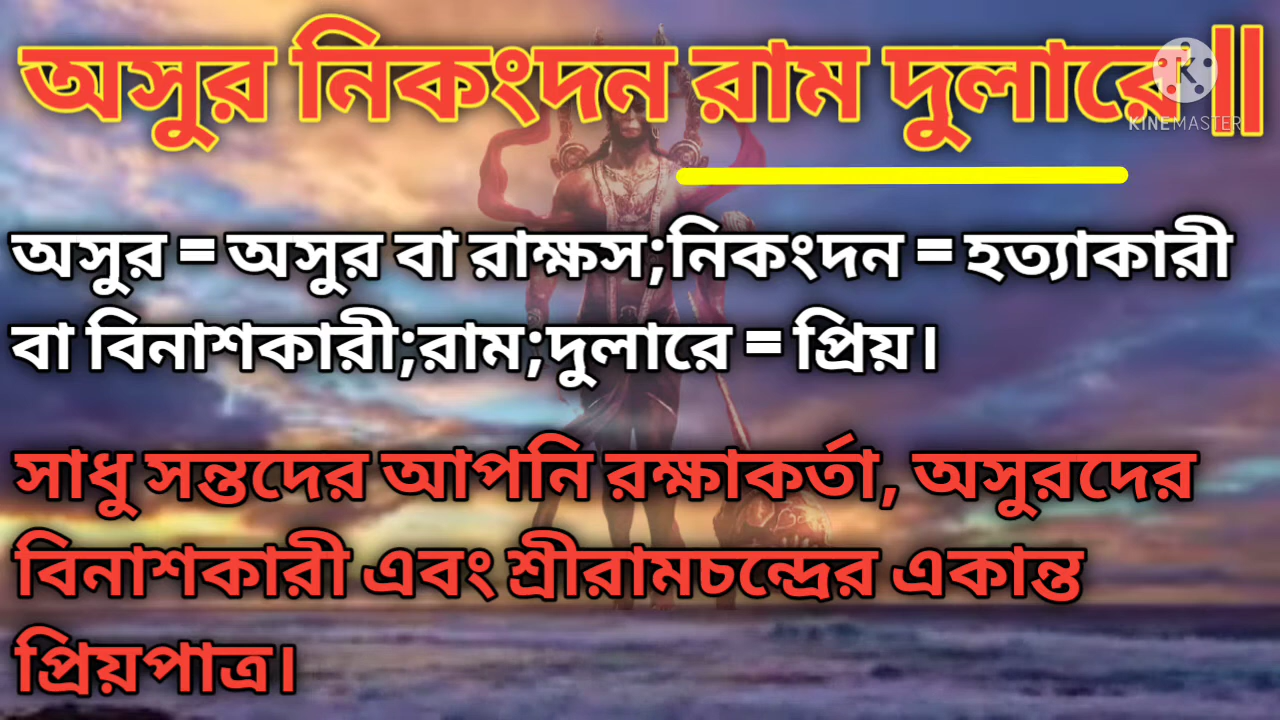 অসুর নিকংদন রাম দুলারে||
KINEMASTER
অসুর = অসুর বা রাক্ষস;নিকংদন = হত্যাকারী
বা বিনাশকারী;রাম;দুলারে = প্রিয়।
সাধু সন্তদের আপনি রক্ষাকর্তা, অসুরদের
বিনাশকারী এবং শ্রীরামচন্দ্রের একান্ত
প্রিয়পাত্র।